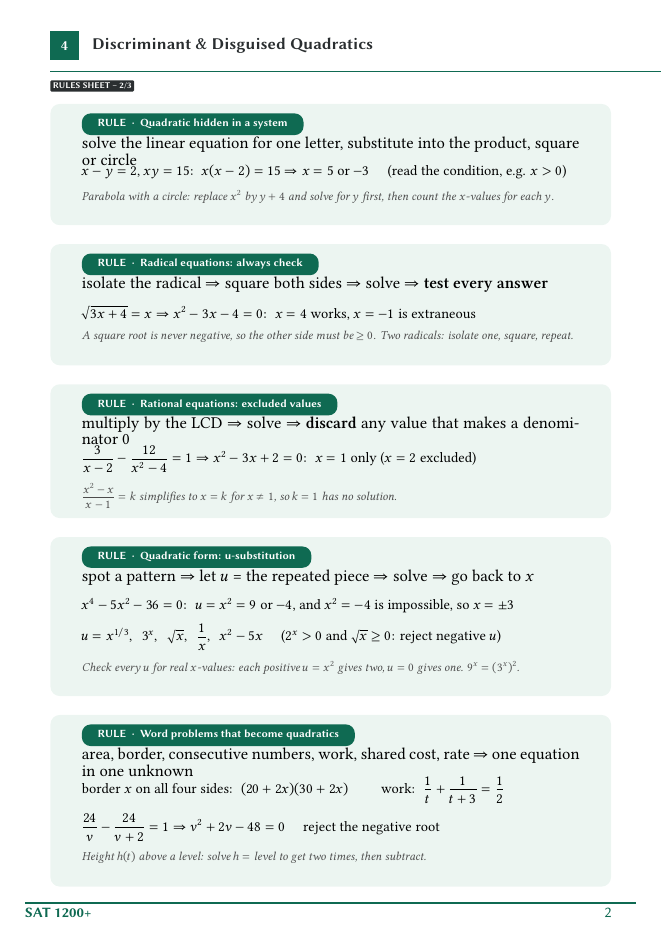 4 Discriminant & Disguised Quadratics
RULES SHEET – 2/3
RULE · Quadratic hidden in a system
solve the linear equation for one letter, substitute into the product, square
or circle
x − y = 2, xy = 15: x(x − 2) = 15 ⇒ x = 5 or −3 (read the condition, e.g. x > 0)
Parabola with a circle: replace x² by y + 4 and solve for y first, then count the x-values for each y.
RULE · Radical equations: always check
isolate the radical ⇒ square both sides ⇒ solve ⇒ test every answer
√(3x + 4) = x ⇒ x² − 3x − 4 = 0: x = 4 works, x = −1 is extraneous
A square root is never negative, so the other side must be ≥ 0. Two radicals: isolate one, square, repeat.
RULE · Rational equations: excluded values
multiply by the LCD ⇒ solve ⇒ discard any value that makes a denomi-
nator 0
3/(x − 2) − 12/(x² − 4) = 1 ⇒ x² − 3x + 2 = 0: x = 1 only (x = 2 excluded)
(x² − x)/(x − 1) = k simplifies to x = k for x ≠ 1, so k = 1 has no solution.
RULE · Quadratic form: u-substitution
spot a pattern ⇒ let u = the repeated piece ⇒ solve ⇒ go back to x
x⁴ − 5x² − 36 = 0: u = x² = 9 or −4, and x² = −4 is impossible, so x = ±3
u = x^(1/3), 3ˣ, √x, 1/x, x² − 5x (2ˣ > 0 and √x ≥ 0: reject negative u)
Check every u for real x-values: each positive u = x² gives two, u = 0 gives one. 9ˣ = (3ˣ)².
RULE · Word problems that become quadratics
area, border, consecutive numbers, work, shared cost, rate ⇒ one equation
in one unknown
border x on all four sides: (20 + 2x)(30 + 2x) work: 1/t + 1/(t + 3) = 1/2
24/v − 24/(v + 2) = 1 ⇒ v² + 2v − 48 = 0 reject the negative root
Height h(t) above a level: solve h = level to get two times, then subtract.
SAT 1200+ 2